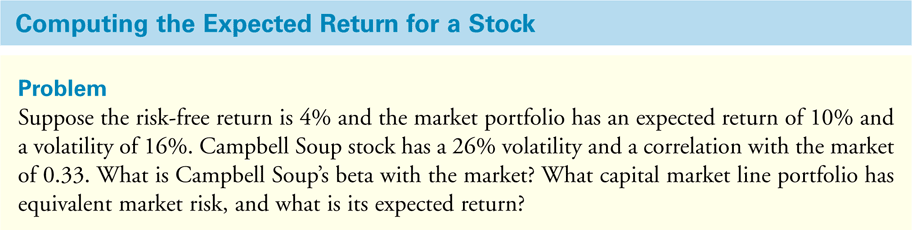 Computing the Expected Return for a Stock
Problem
Suppose the risk-free return is 4% and the market portfolio has an expected return of 10% and
a volatility of 16%. Campbell Soup stock has a 26% volatility and a correlation with the market
of 0.33. What is Campbell Soup's beta with the market? What capital market line portfolio has
equivalent market risk, and what is its expected return?